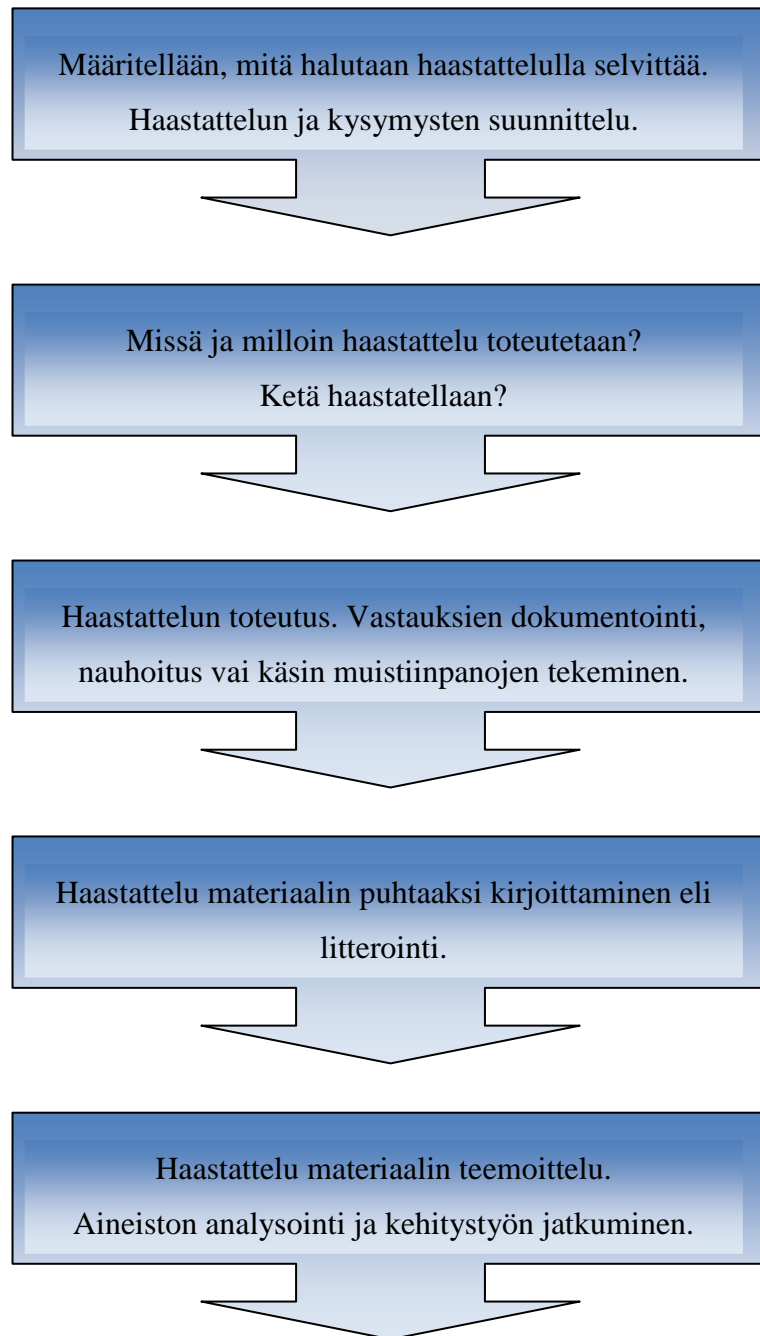 Määritellään, mitä halutaan haastattelulla selvittää.
Haastattelun ja kysymysten suunnittelu.
Missä ja milloin haastattelu toteutetaan?
Ketä haastatellaan?
Haastattelun toteutus. Vastauksien dokumentointi,
nauhoitus vai käsin muistiinpanojen tekeminen.
Haastattelu materiaalin puhtaaksi kirjoittaminen eli
litterointi.
Haastattelu materiaalin teemoittelu.
Aineiston analysointi ja kehitystyön jatkuminen.